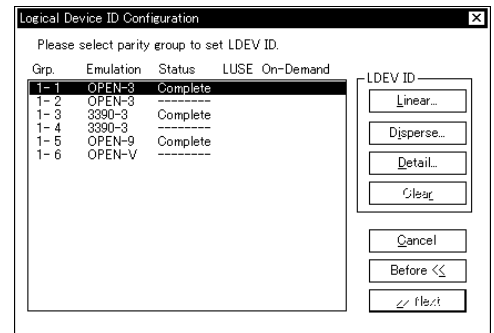 Logical Device ID Configuration
Please select parity group to set LDEV ID.
Grp. Emulation Status LUSE On-Demand
1- 1 OPEN-3 Complete
1- 2 OPEN-3 --------
1- 3 3390-3 Complete
1- 4 3390-3 --------
1- 5 OPEN-9 Complete
1- 6 OPEN-V --------
LDEV ID
Linear...
Disperse...
Detail...
Clear
Cancel
Before <<
>> Next